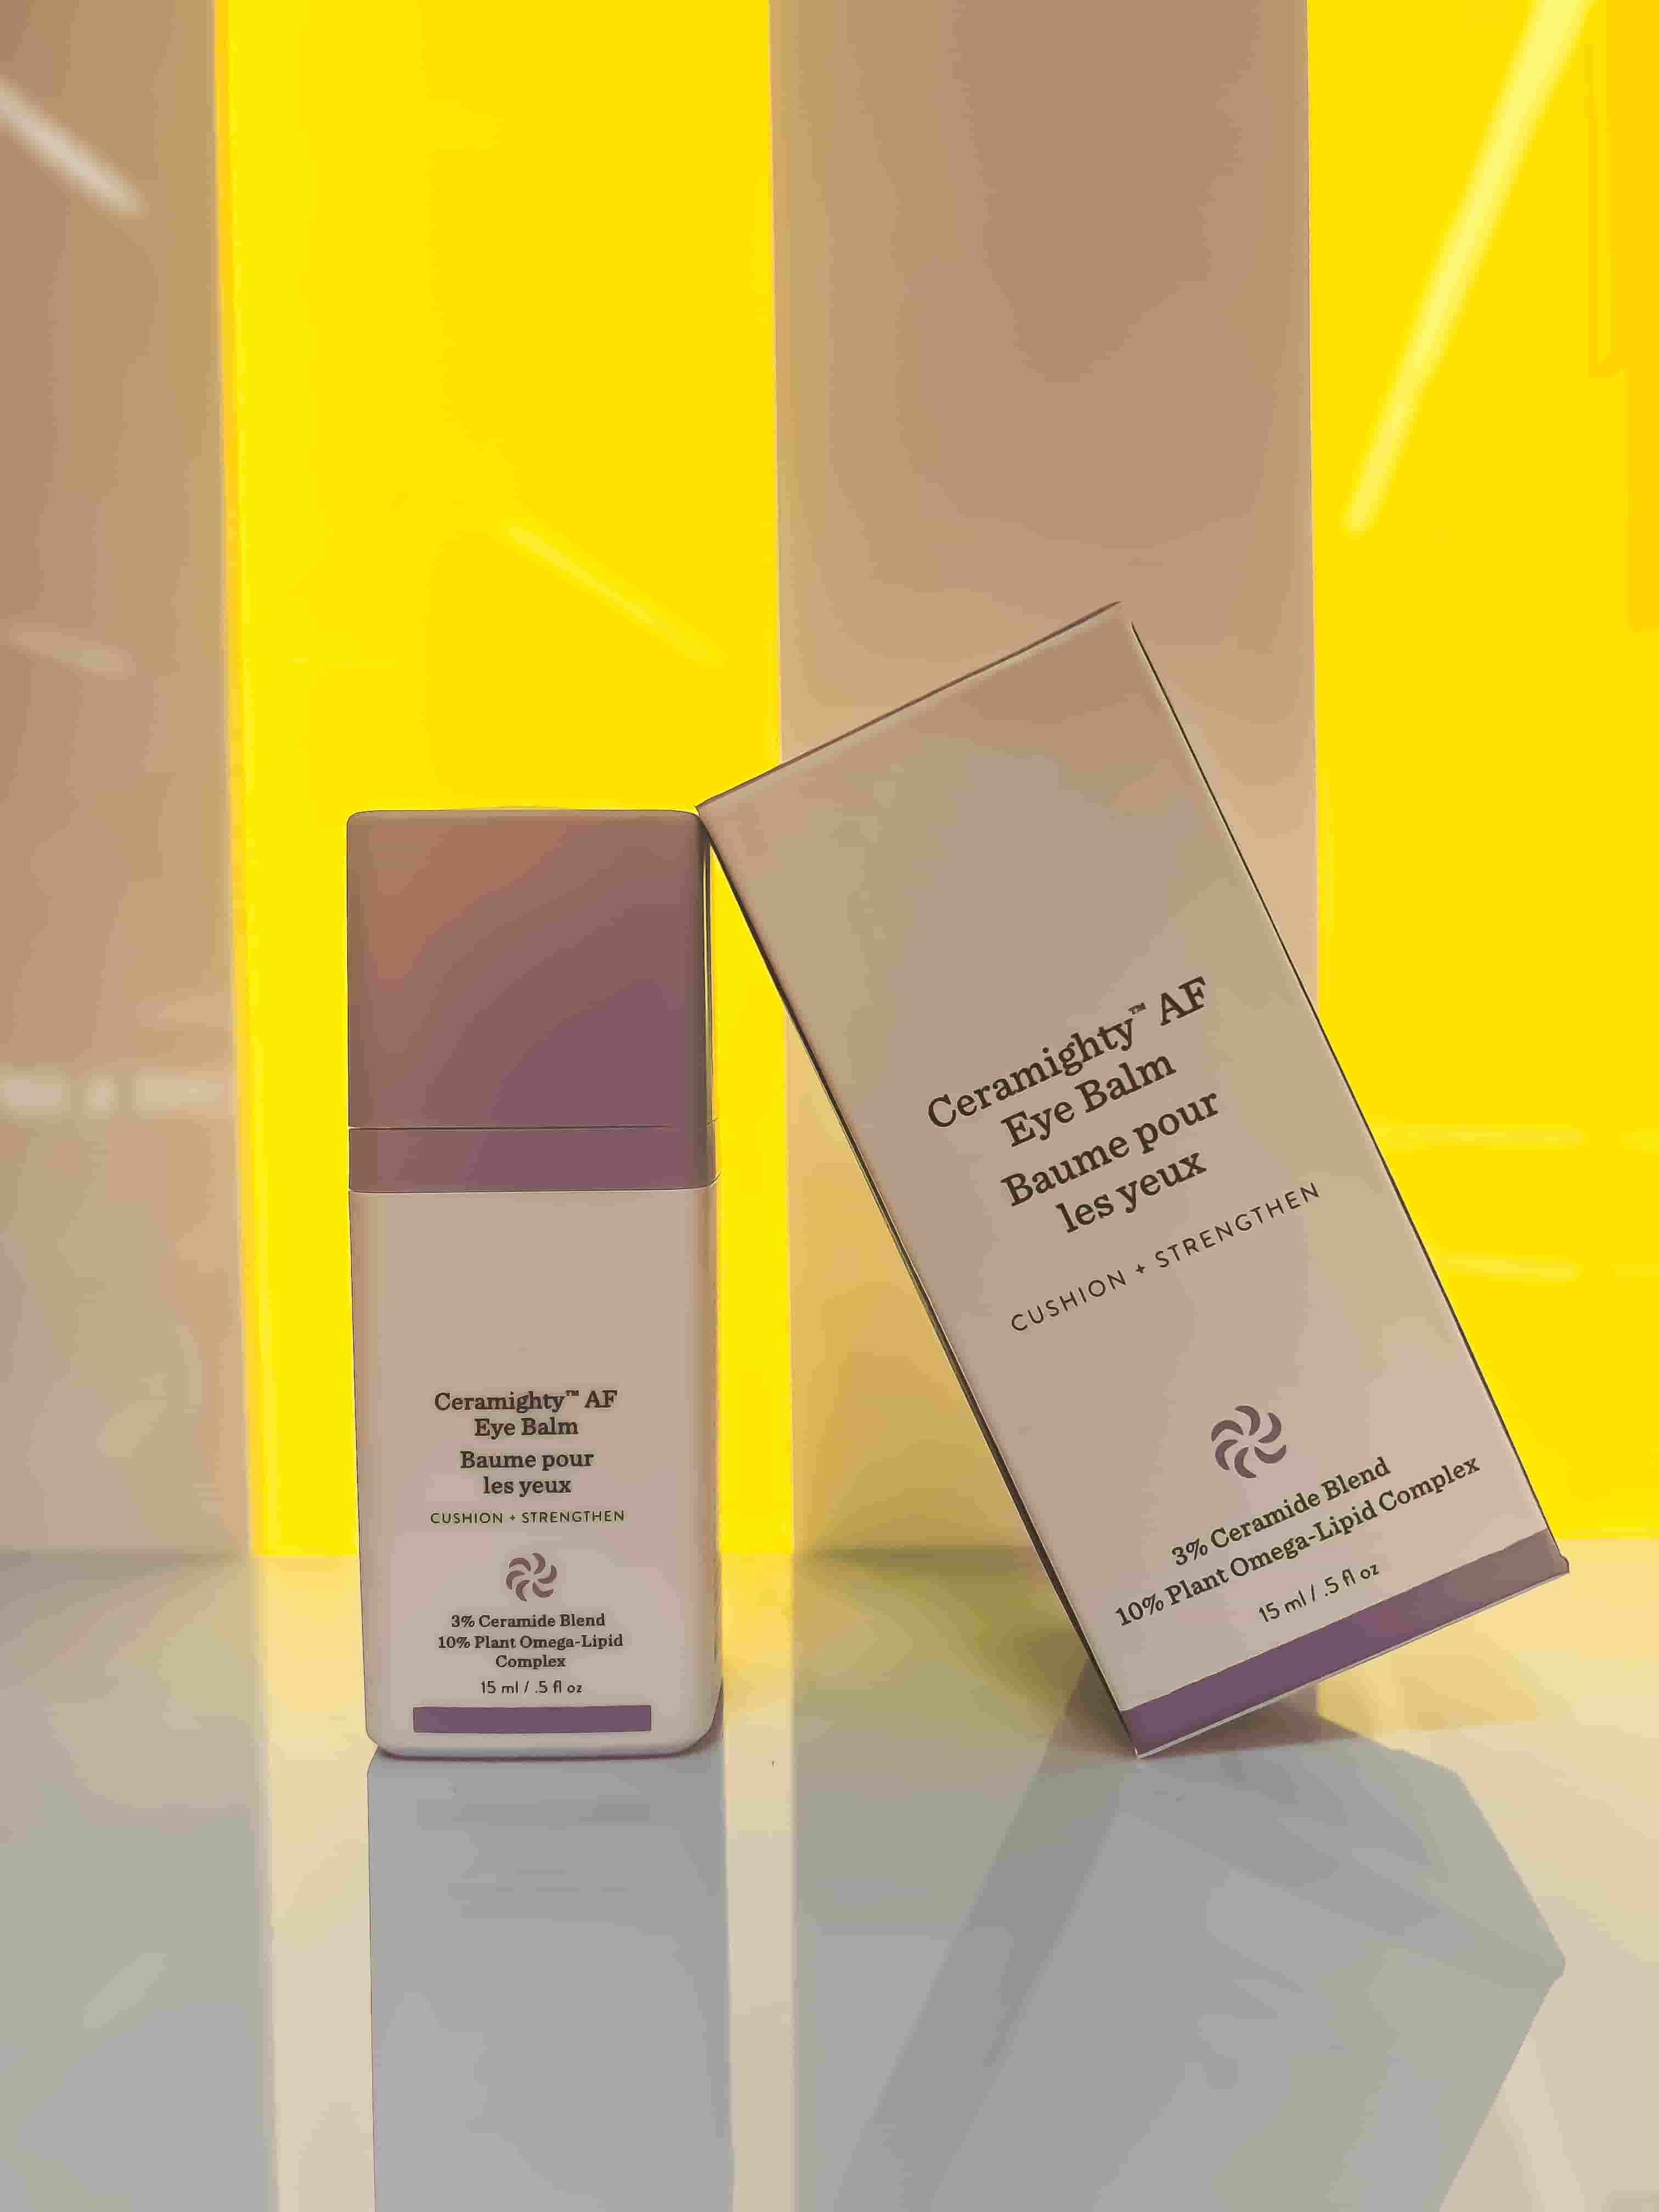 Ceramighty™ AF
Eye Balm
Baume pour
les yeux
CUSHION + STRENGTHEN
3% Ceramide Blend
10% Plant Omega-Lipid
Complex
15 ml / .5 fl oz
Ceramighty™ AF
Eye Balm
Baume pour
les yeux
CUSHION + STRENGTHEN
3% Ceramide Blend
10% Plant Omega-Lipid Complex
15 ml / .5 fl oz